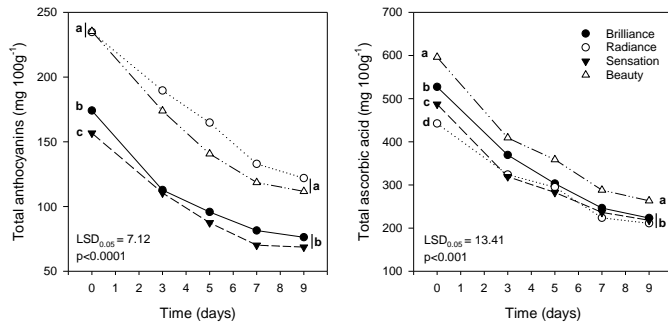 250
200
150
100
50
Total anthocyanins (mg 100g-1)
a
b
c
a
b
LSD0.05 = 7.12
p<0.0001
0 1 2 3 4 5 6 7 8 9
Time (days)
700
600
500
400
300
200
100
Total ascorbic acid (mg 100g-1)
Brilliance
Radiance
Sensation
Beauty
a
b
c
d
a
b
LSD0.05 = 13.41
p<0.001
0 1 2 3 4 5 6 7 8 9
Time (days)